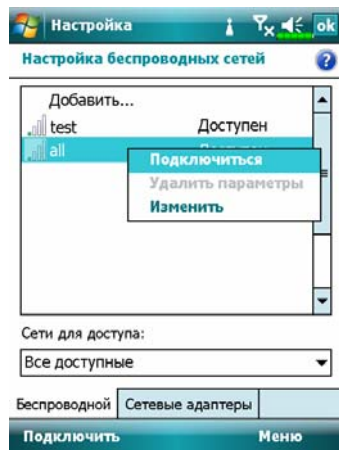 Настройка ok
Настройка беспроводных сетей ?
Добавить...
test Доступен
all
Подключиться
Удалить параметры
Изменить
Сети для доступа:
Все доступные
Беспроводной Сетевые адаптеры
Подключить Меню